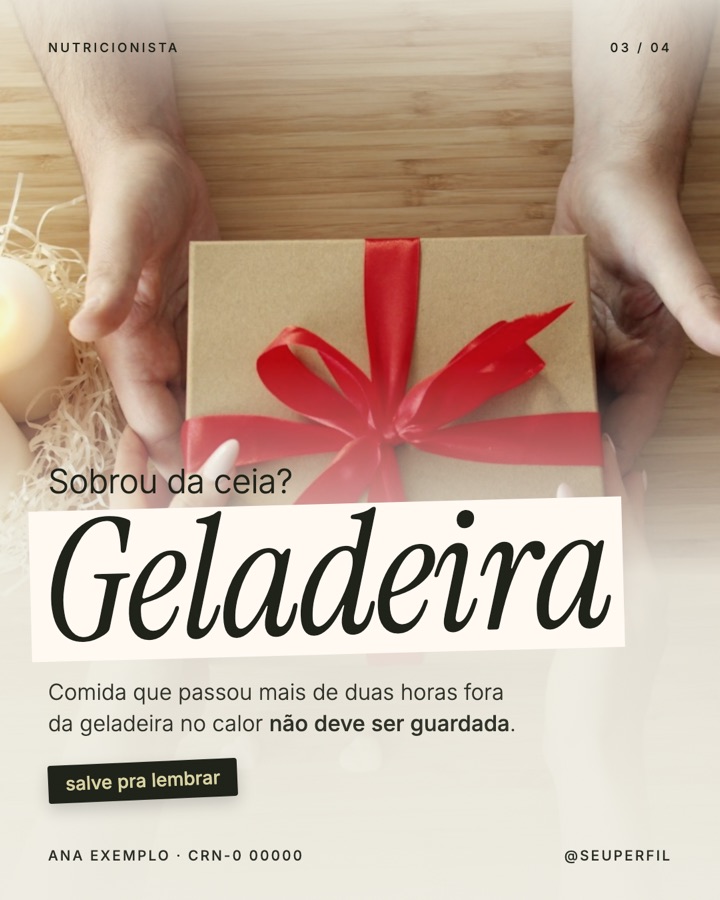 NUTRICIONISTA
03 / 04
Sobrou da ceia?
Geladeira
Comida que passou mais de duas horas fora
da geladeira no calor não deve ser guardada.
salve pra lembrar
ANA EXEMPLO · CRN-0 00000
@SEUPERFIL